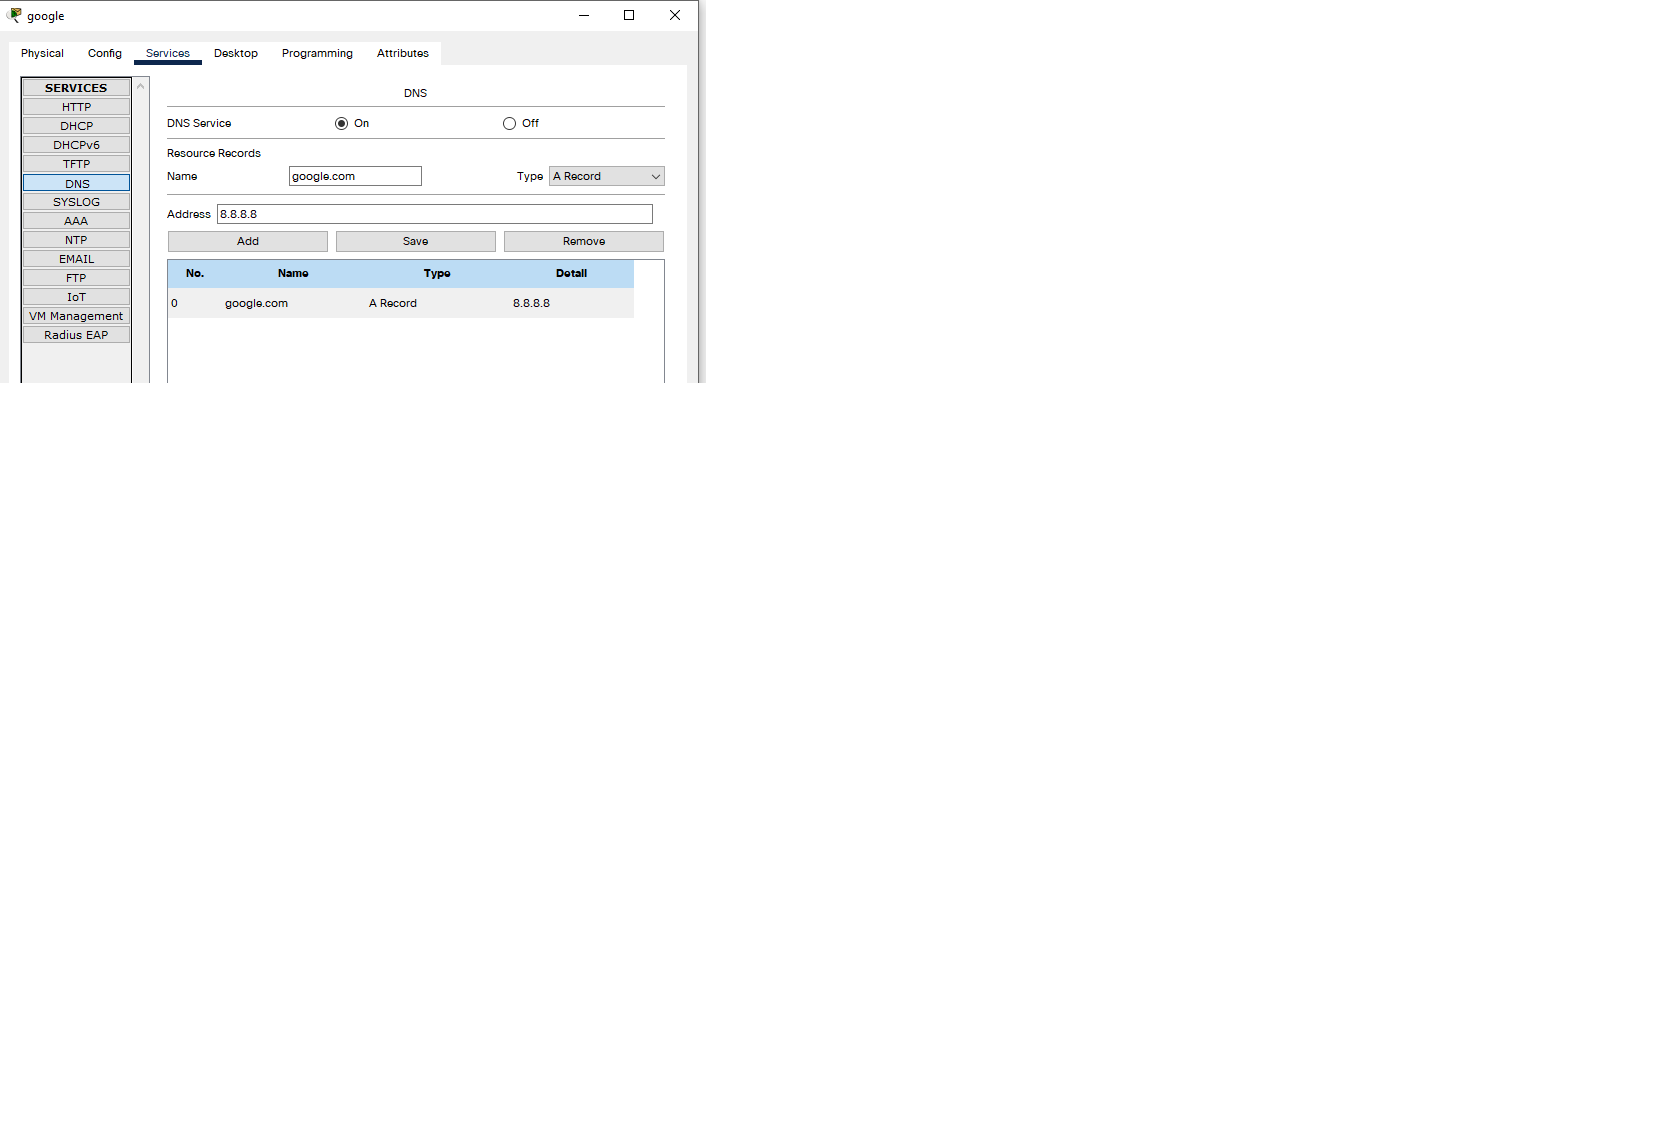 google
Physical Config Services Desktop Programming Attributes
SERVICES
HTTP
DHCP
DHCPv6
TFTP
DNS
SYSLOG
AAA
NTP
EMAIL
FTP
IoT
VM Management
Radius EAP
DNS
DNS Service On Off
Resource Records
Name google.com Type A Record
Address 8.8.8.8
Add Save Remove
No. Name Type Detail
0 google.com A Record 8.8.8.8